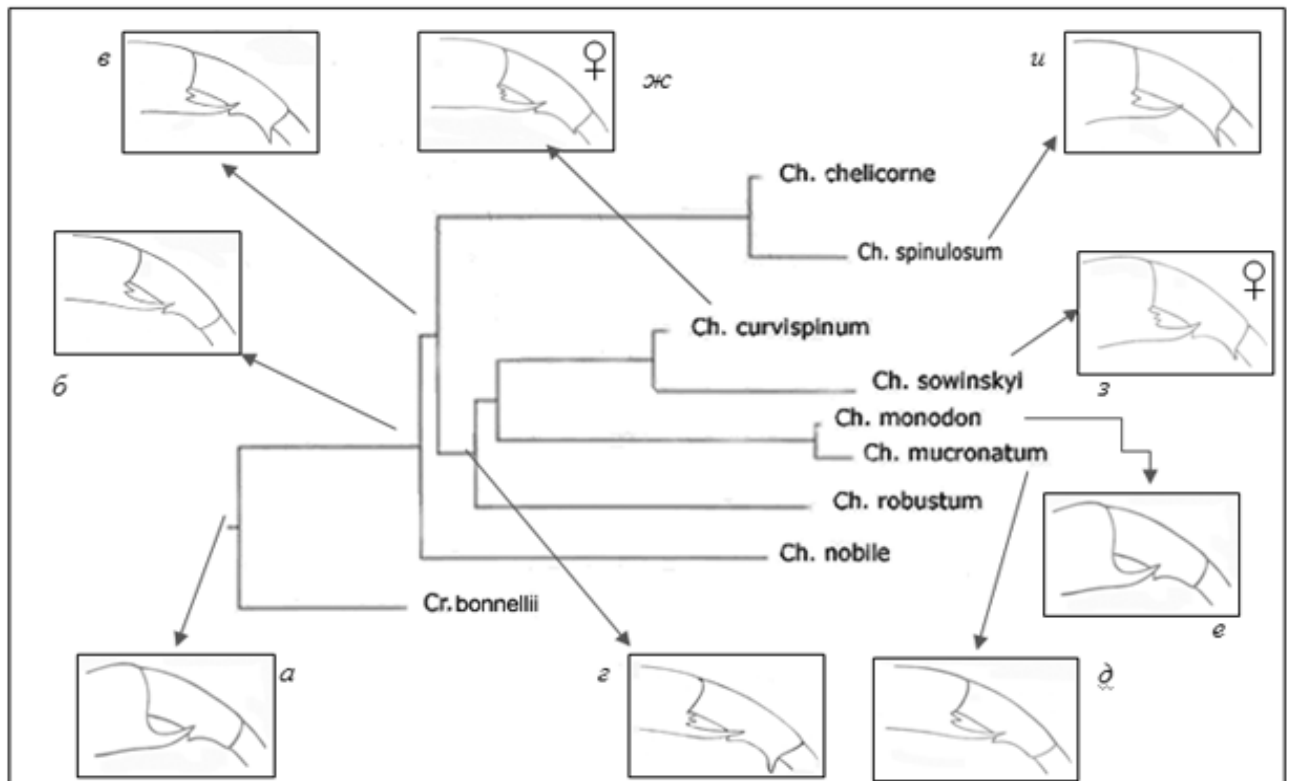 в
ж
и
Ch. chelicorne
Ch. spinulosum
б
Ch. curvispinum
Ch. sowinskyi
з
Ch. monodon
Ch. mucronatum
Ch. robustum
Ch. nobile
Cr. bonnellii
е
а
г
д